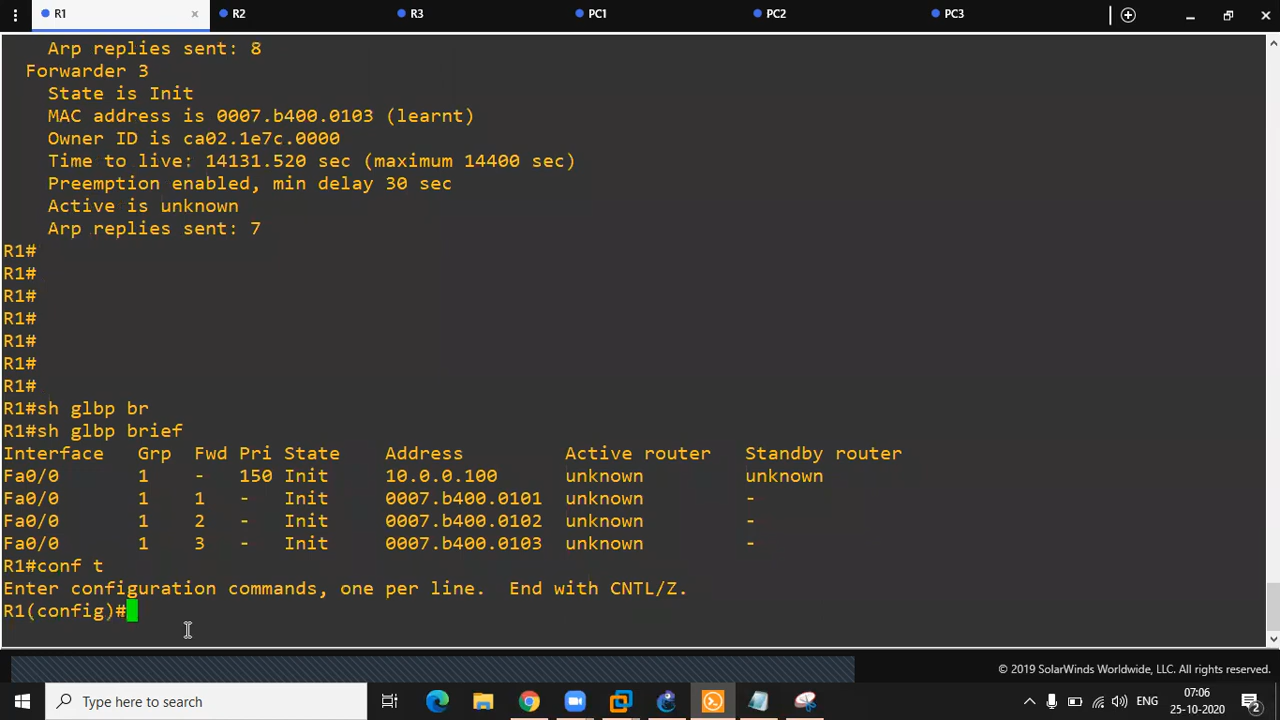 R1 × R2 R3 PC1 PC2 PC3
Arp replies sent: 8
Forwarder 3
State is Init
MAC address is 0007.b400.0103 (learnt)
Owner ID is ca02.1e7c.0000
Time to live: 14131.520 sec (maximum 14400 sec)
Preemption enabled, min delay 30 sec
Active is unknown
Arp replies sent: 7
R1#
R1#
R1#
R1#
R1#
R1#
R1#
R1#sh glbp br
R1#sh glbp brief
Interface Grp Fwd Pri State Address Active router Standby router
Fa0/0 1 - 150 Init 10.0.0.100 unknown unknown
Fa0/0 1 1 - Init 0007.b400.0101 unknown -
Fa0/0 1 2 - Init 0007.b400.0102 unknown -
Fa0/0 1 3 - Init 0007.b400.0103 unknown -
R1#conf t
Enter configuration commands, one per line. End with CNTL/Z.
R1(config)#
© 2019 SolarWinds Worldwide, LLC. All rights reserved.
Type here to search
ENG
07:06
25-10-2020
2